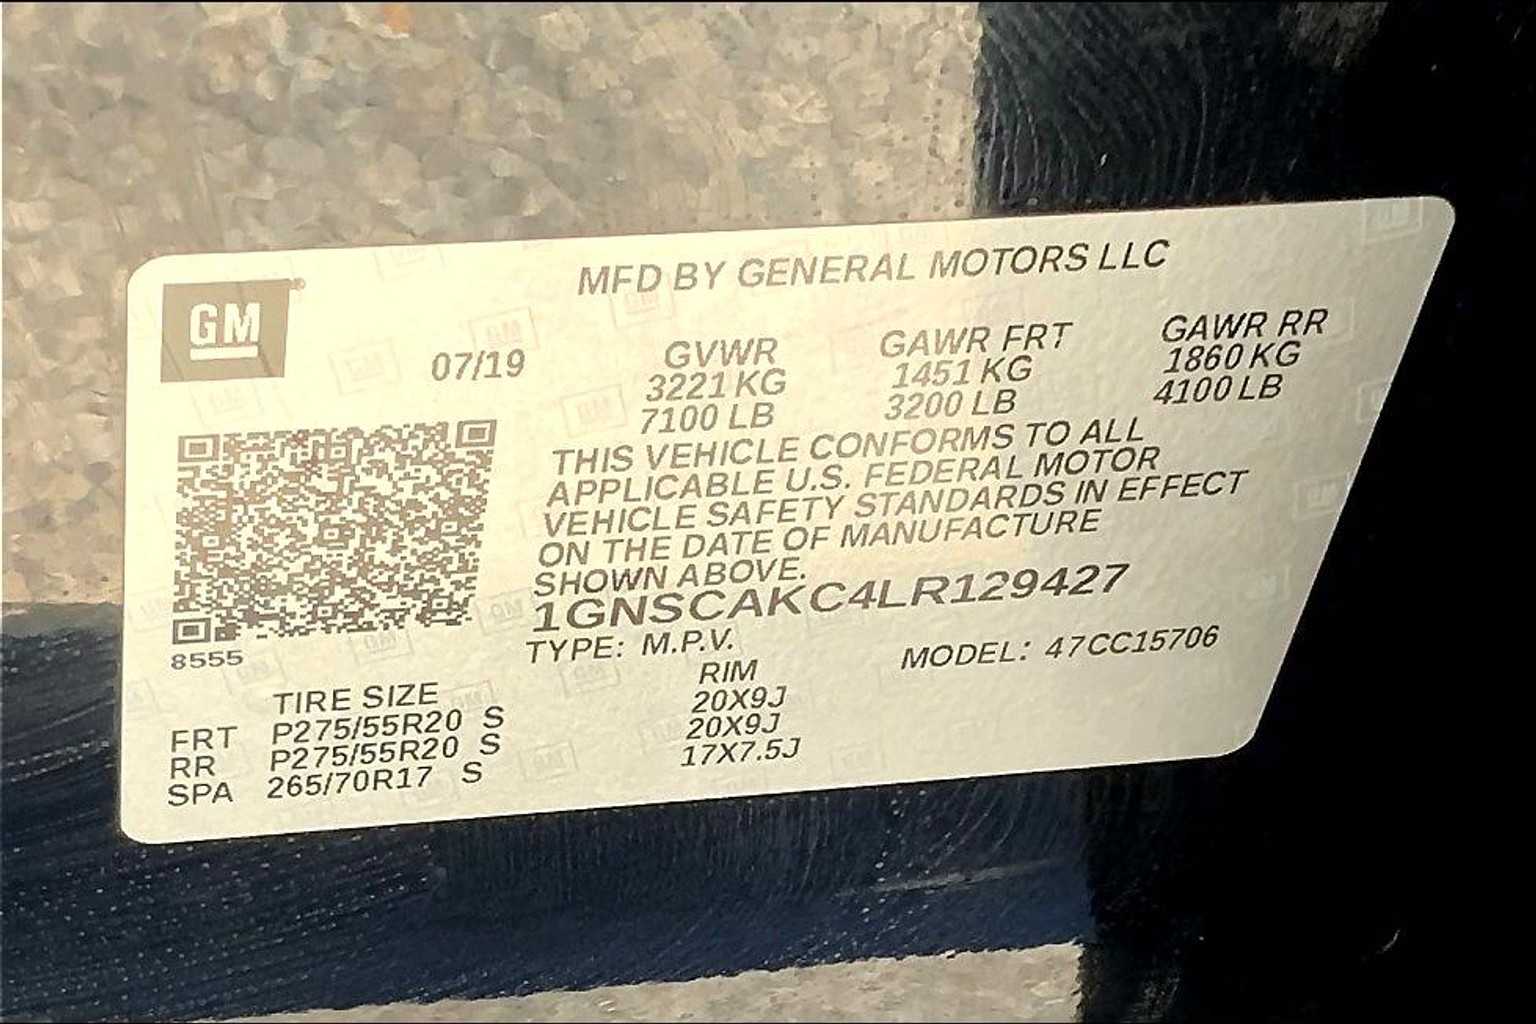 GM
MFD BY GENERAL MOTORS LLC
07/19
GVWR GAWR FRT GAWR RR
3221 KG 1451 KG 1860 KG
7100 LB 3200 LB 4100 LB
THIS VEHICLE CONFORMS TO ALL
APPLICABLE U.S. FEDERAL MOTOR
VEHICLE SAFETY STANDARDS IN EFFECT
ON THE DATE OF MANUFACTURE
SHOWN ABOVE.
1GNSCAKC4LR129427
8555
TYPE: M.P.V. MODEL: 47CC15706
TIRE SIZE RIM
FRT P275/55R20 S 20X9J
RR P275/55R20 S 20X9J
SPA 265/70R17 S 17X7.5J